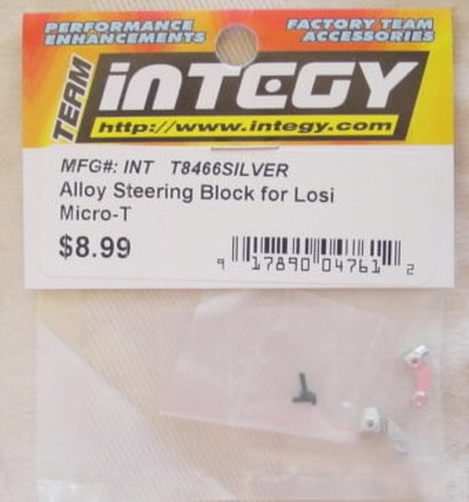 PERFORMANCE ENHANCEMENTS
FACTORY TEAM ACCESSORIES
TEAM
iNTEGY
http://www.integy.com
MFG#: INT T8466SILVER
Alloy Steering Block for Losi
Micro-T
$8.99
9 17890 04761 2